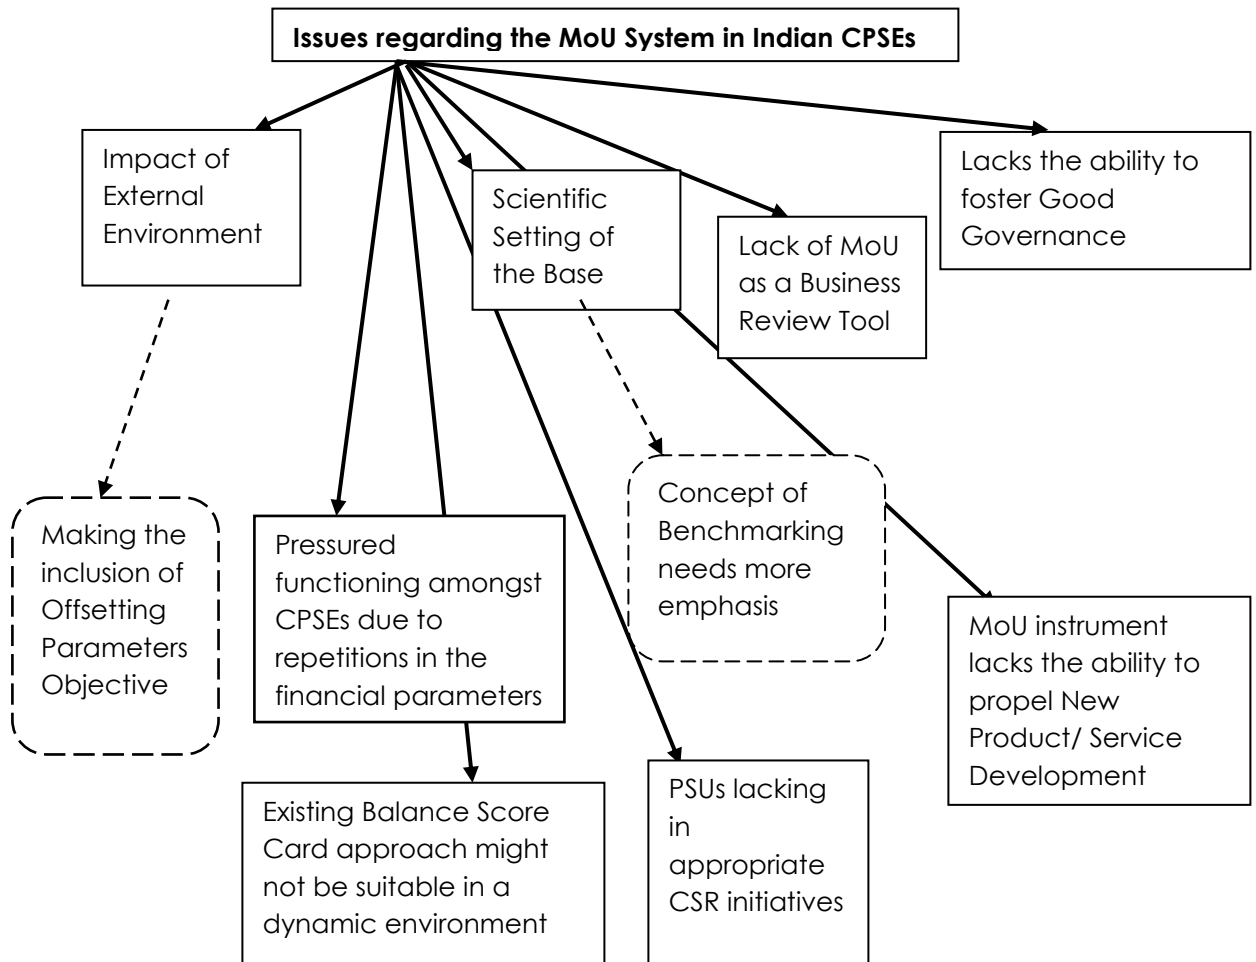 Issues regarding the MoU System in Indian CPSEs
Impact of
External
Environment
Scientific
Setting of
the Base
Lack of MoU
as a Business
Review Tool
Lacks the ability to
foster Good
Governance
Making the
inclusion of
Offsetting
Parameters
Objective
Pressured
functioning amongst
CPSEs due to
repetitions in the
financial parameters
Concept of
Benchmarking
needs more
emphasis
MoU instrument
lacks the ability to
propel New
Product/ Service
Development
Existing Balance Score
Card approach might
not be suitable in a
dynamic environment
PSUs lacking
in
appropriate
CSR initiatives